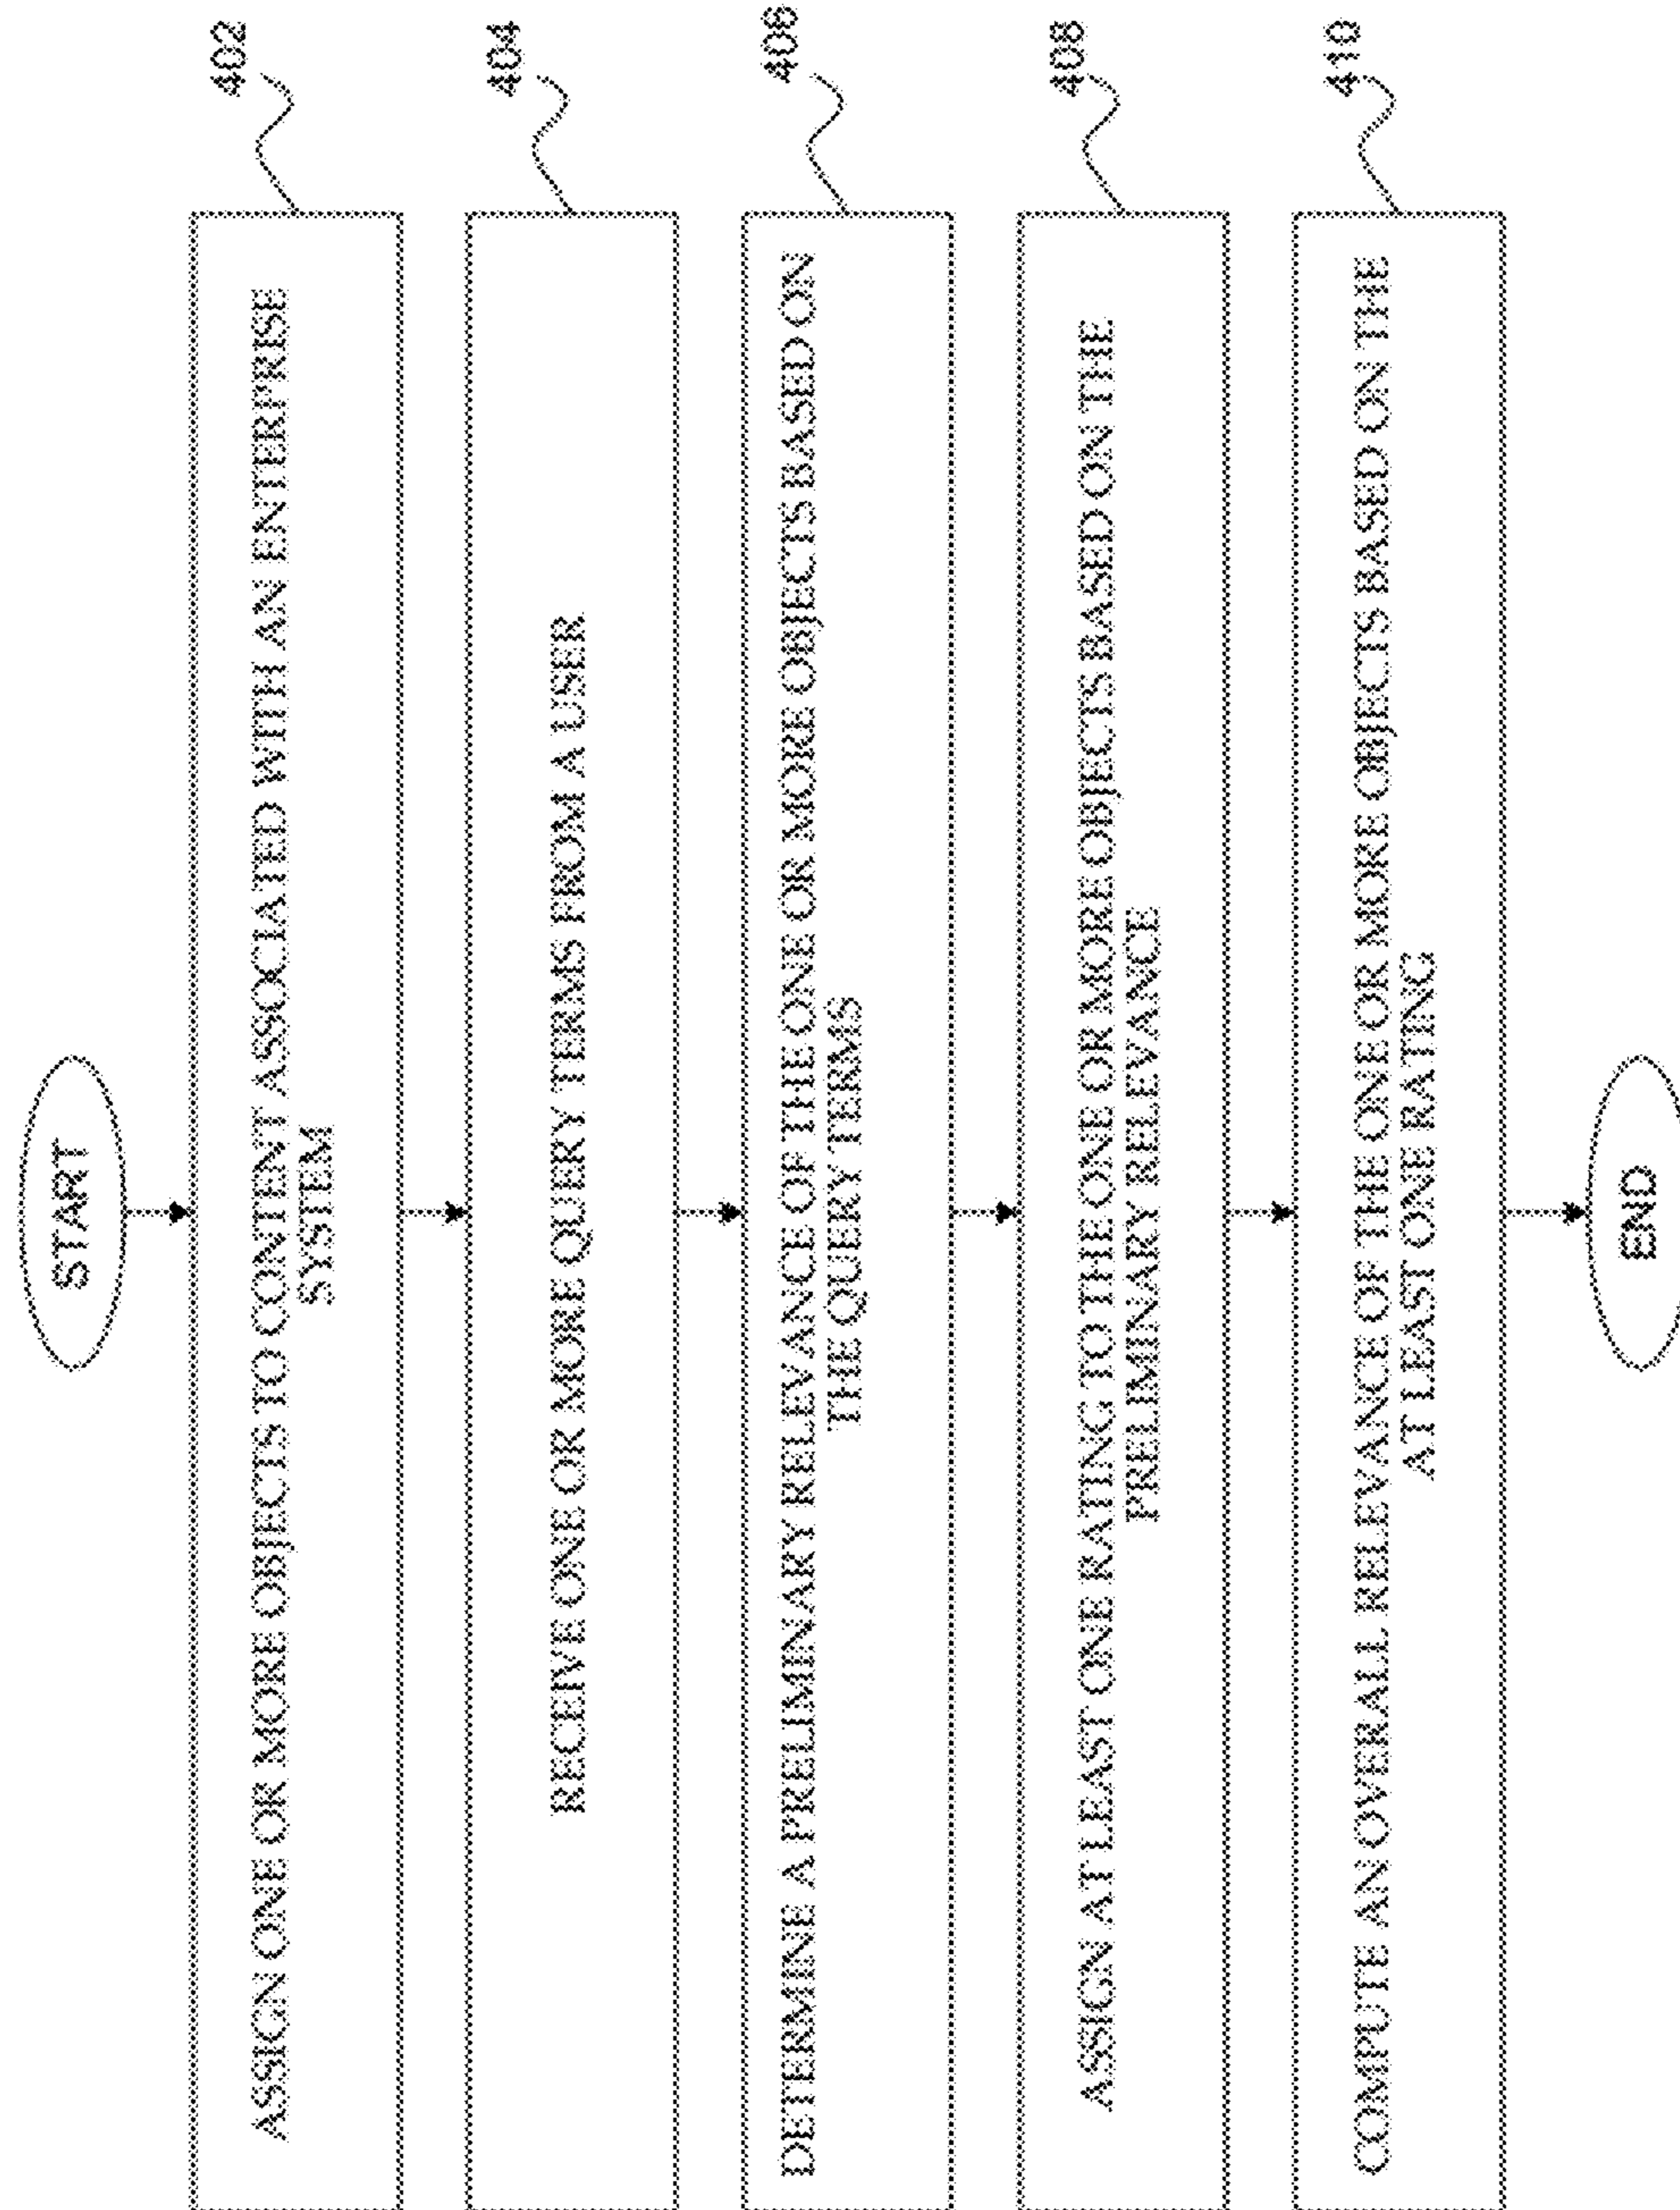 START
402
ASSIGN ONE OR MORE OBJECTS TO CONTENT ASSOCIATED WITH AN ENTERPRISE
SYSTEM
404
RECEIVE ONE OR MORE QUERY TERMS FROM A USER
406
DETERMINE A PRELIMINARY RELEVANCE OF THE ONE OR MORE OBJECTS BASED ON
THE QUERY TERMS
408
ASSIGN AT LEAST ONE RATING TO THE ONE OR MORE OBJECTS BASED ON THE
PRELIMINARY RELEVANCE
410
COMPUTE AN OVERALL RELEVANCE OF THE ONE OR MORE OBJECTS BASED ON THE
AT LEAST ONE RATING
END